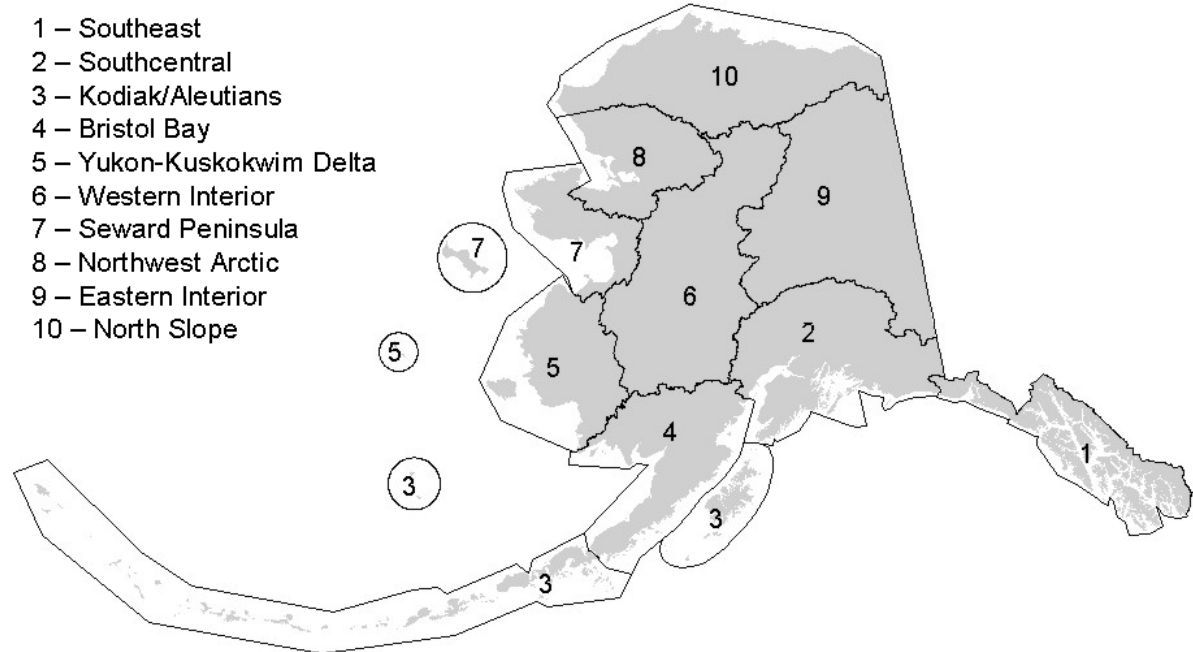 1 – Southeast
2 – Southcentral
3 – Kodiak/Aleutians
4 – Bristol Bay
5 – Yukon-Kuskokwim Delta
6 – Western Interior
7 – Seward Peninsula
8 – Northwest Arctic
9 – Eastern Interior
10 – North Slope
10
8
9
7
7
6
2
5
5
4
1
3
3
3